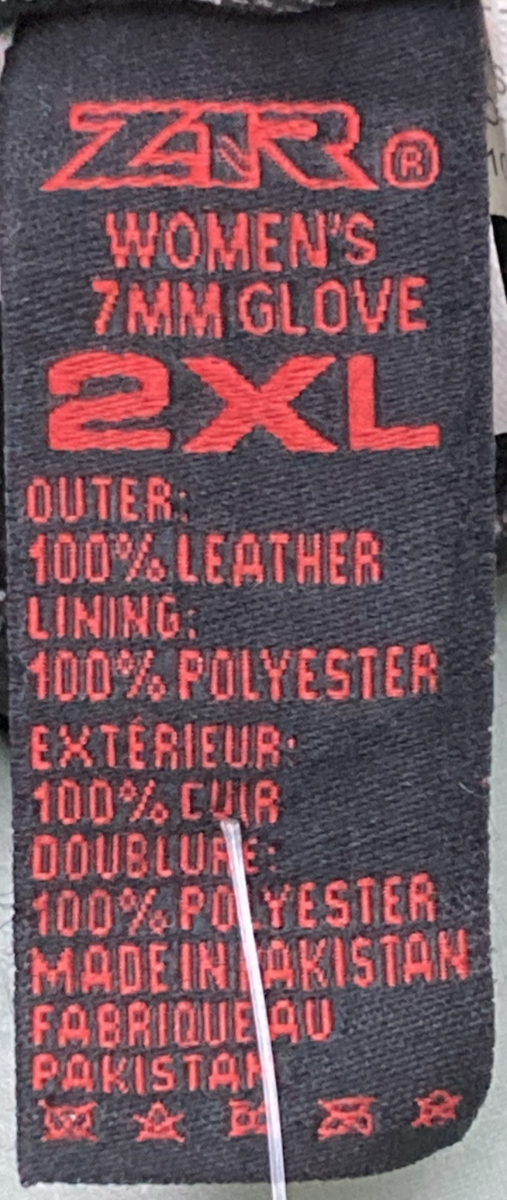 Z1R®
WOMEN'S
7MM GLOVE
2XL
OUTER:
100% LEATHER
LINING:
100% POLYESTER
EXTÉRIEUR:
100% CUIR
DOUBLURE:
100% POLYESTER
MADE IN PAKISTAN
FABRIQUE AU
PAKISTAN